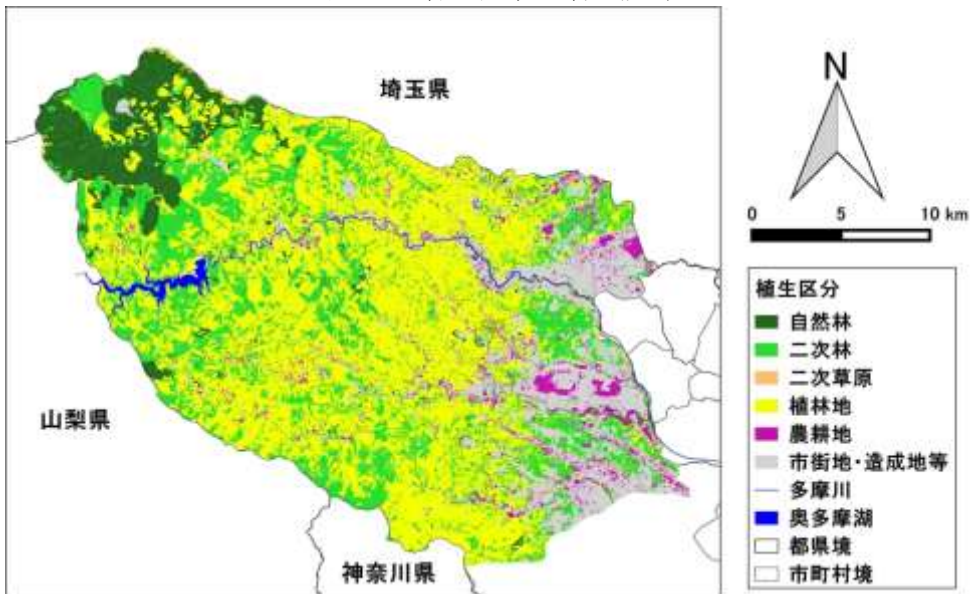 埼玉県
山梨県
神奈川県
N
0 5 10 km
植生区分
自然林
二次林
二次草原
植林地
農耕地
市街地・造成地等
多摩川
奥多摩湖
都県境
市町村境